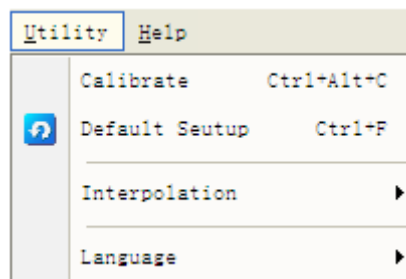 Utility Help
Calibrate Ctrl+Alt+C
Default Seutup Ctrl+F
Interpolation
Language